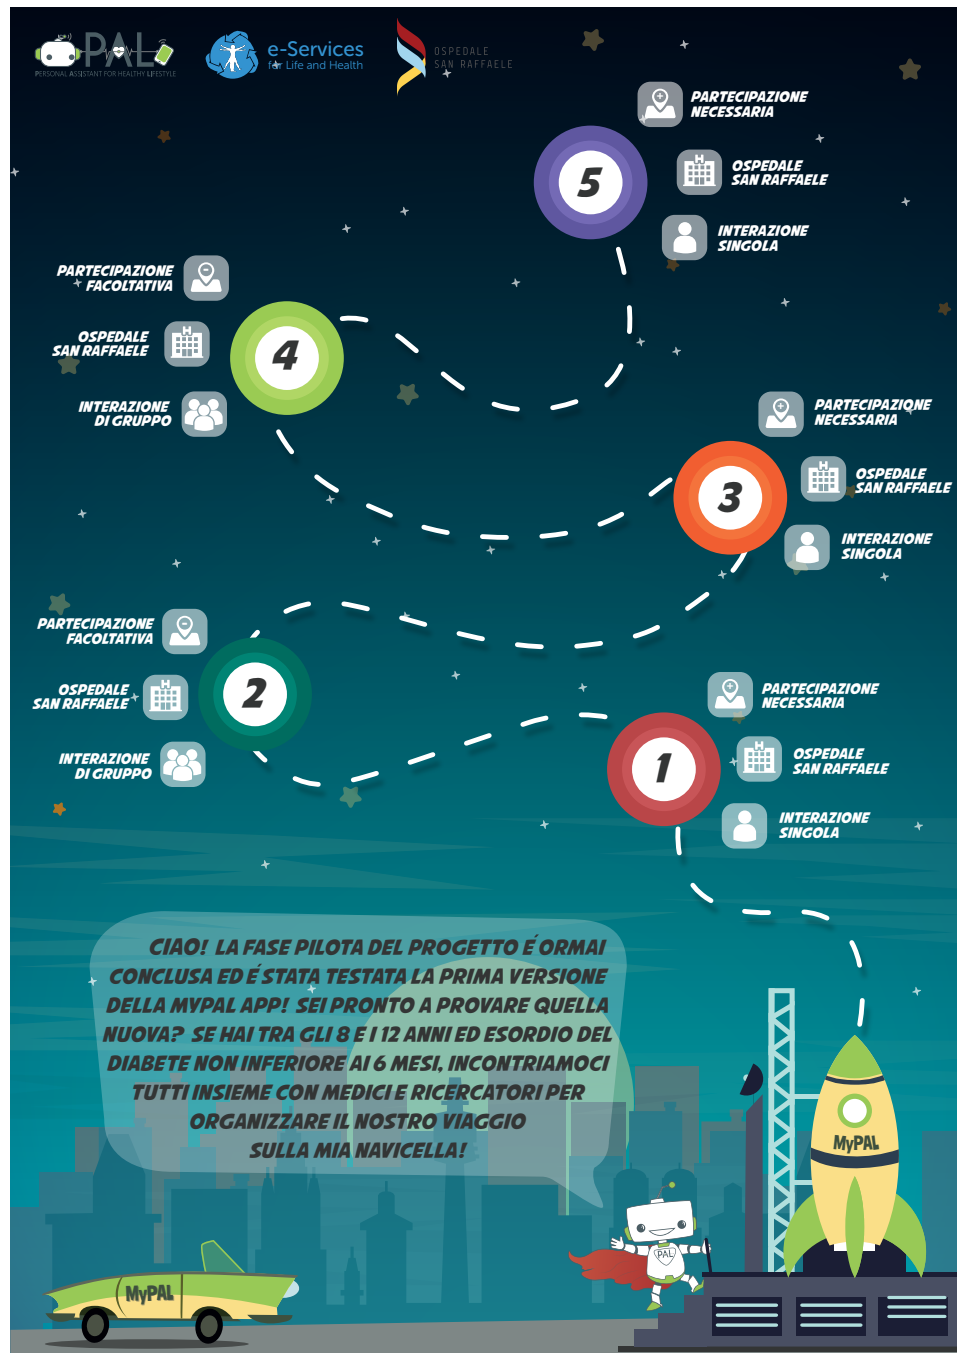 PAL
PERSONAL ASSISTANT FOR HEALTHY LIFESTYLE
e-Services
for Life and Health
OSPEDALE
SAN RAFFAELE
PARTECIPAZIONE
NECESSARIA
5
OSPEDALE
SAN RAFFAELE
INTERAZIONE
SINGOLA
PARTECIPAZIONE
FACOLTATIVA
4
OSPEDALE
SAN RAFFAELE
INTERAZIONE
DI GRUPPO
PARTECIPAZIONE
NECESSARIA
3
OSPEDALE
SAN RAFFAELE
INTERAZIONE
SINGOLA
PARTECIPAZIONE
FACOLTATIVA
2
OSPEDALE
SAN RAFFAELE
INTERAZIONE
DI GRUPPO
PARTECIPAZIONE
NECESSARIA
1
OSPEDALE
SAN RAFFAELE
INTERAZIONE
SINGOLA
CIAO! LA FASE PILOTA DEL PROGETTO É ORMAI
CONCLUSA ED É STATA TESTATA LA PRIMA VERSIONE
DELLA MYPAL APP! SEI PRONTO A PROVARE QUELLA
NUOVA? SE HAI TRA GLI 8 E I 12 ANNI ED ESORDIO DEL
DIABETE NON INFERIORE AI 6 MESI, INCONTRIAMOCI
TUTTI INSIEME CON MEDICI E RICERCATORI PER
ORGANIZZARE IL NOSTRO VIAGGIO
SULLA MIA NAVICELLA!
MyPAL
PAL
MyPAL